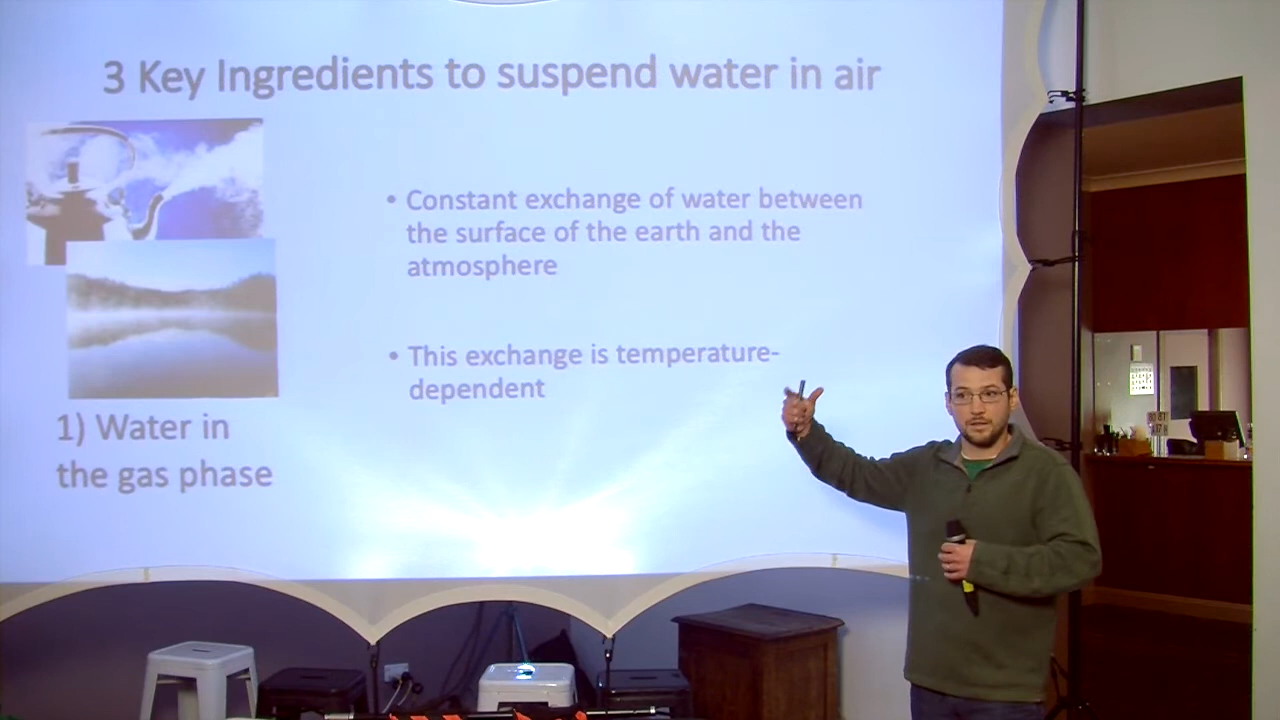 3 Key Ingredients to suspend water in air
• Constant exchange of water between
the surface of the earth and the
atmosphere
• This exchange is temperature-
dependent
1) Water in
the gas phase